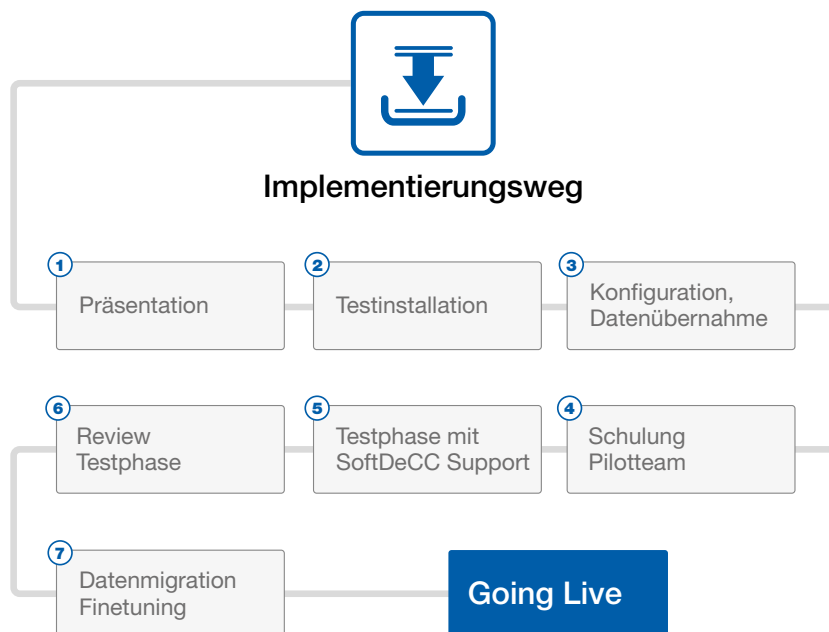 Implementierungsweg
1
Präsentation
2
Testinstallation
3
Konfiguration,
Datenübernahme
4
Schulung
Pilotteam
5
Testphase mit
SoftDeCC Support
6
Review
Testphase
7
Datenmigration
Finetuning
Going Live